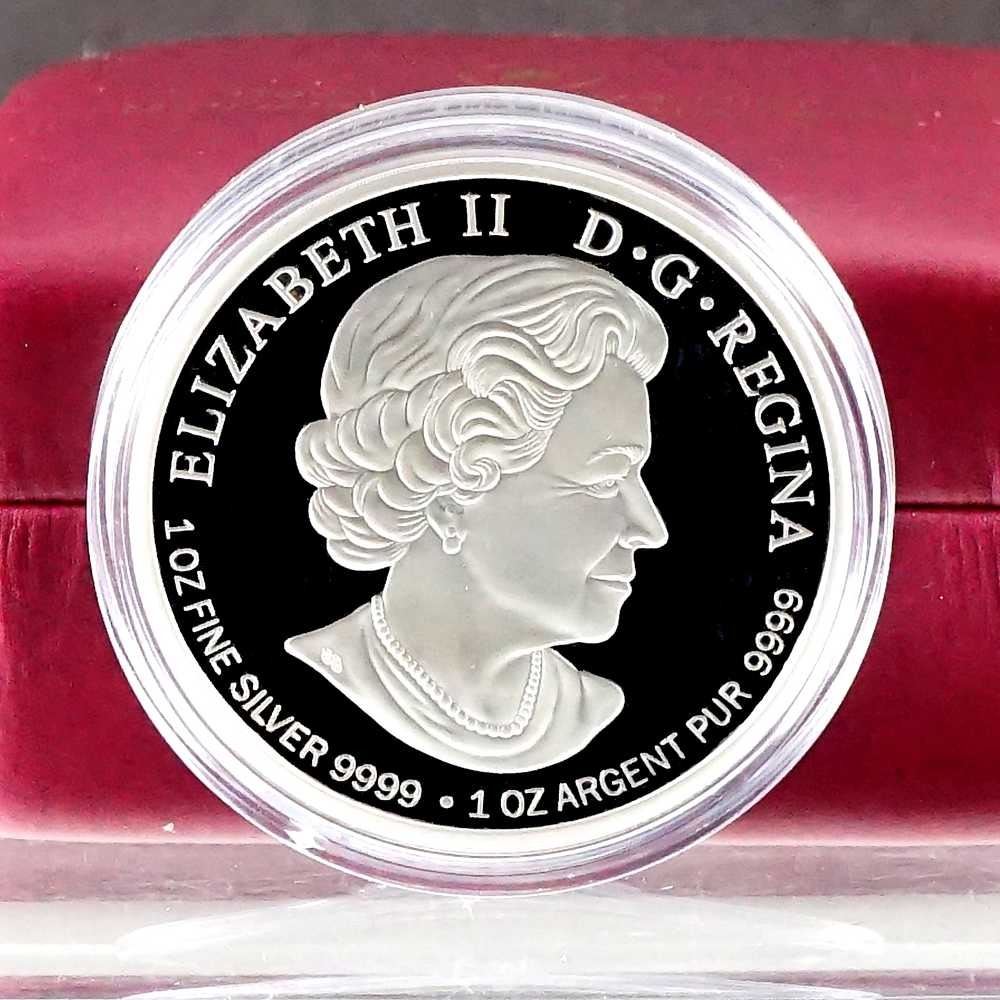 ELIZABETH II D·G·REGINA
1 OZ FINE SILVER 9999 • 1 OZ ARGENT PUR 9999